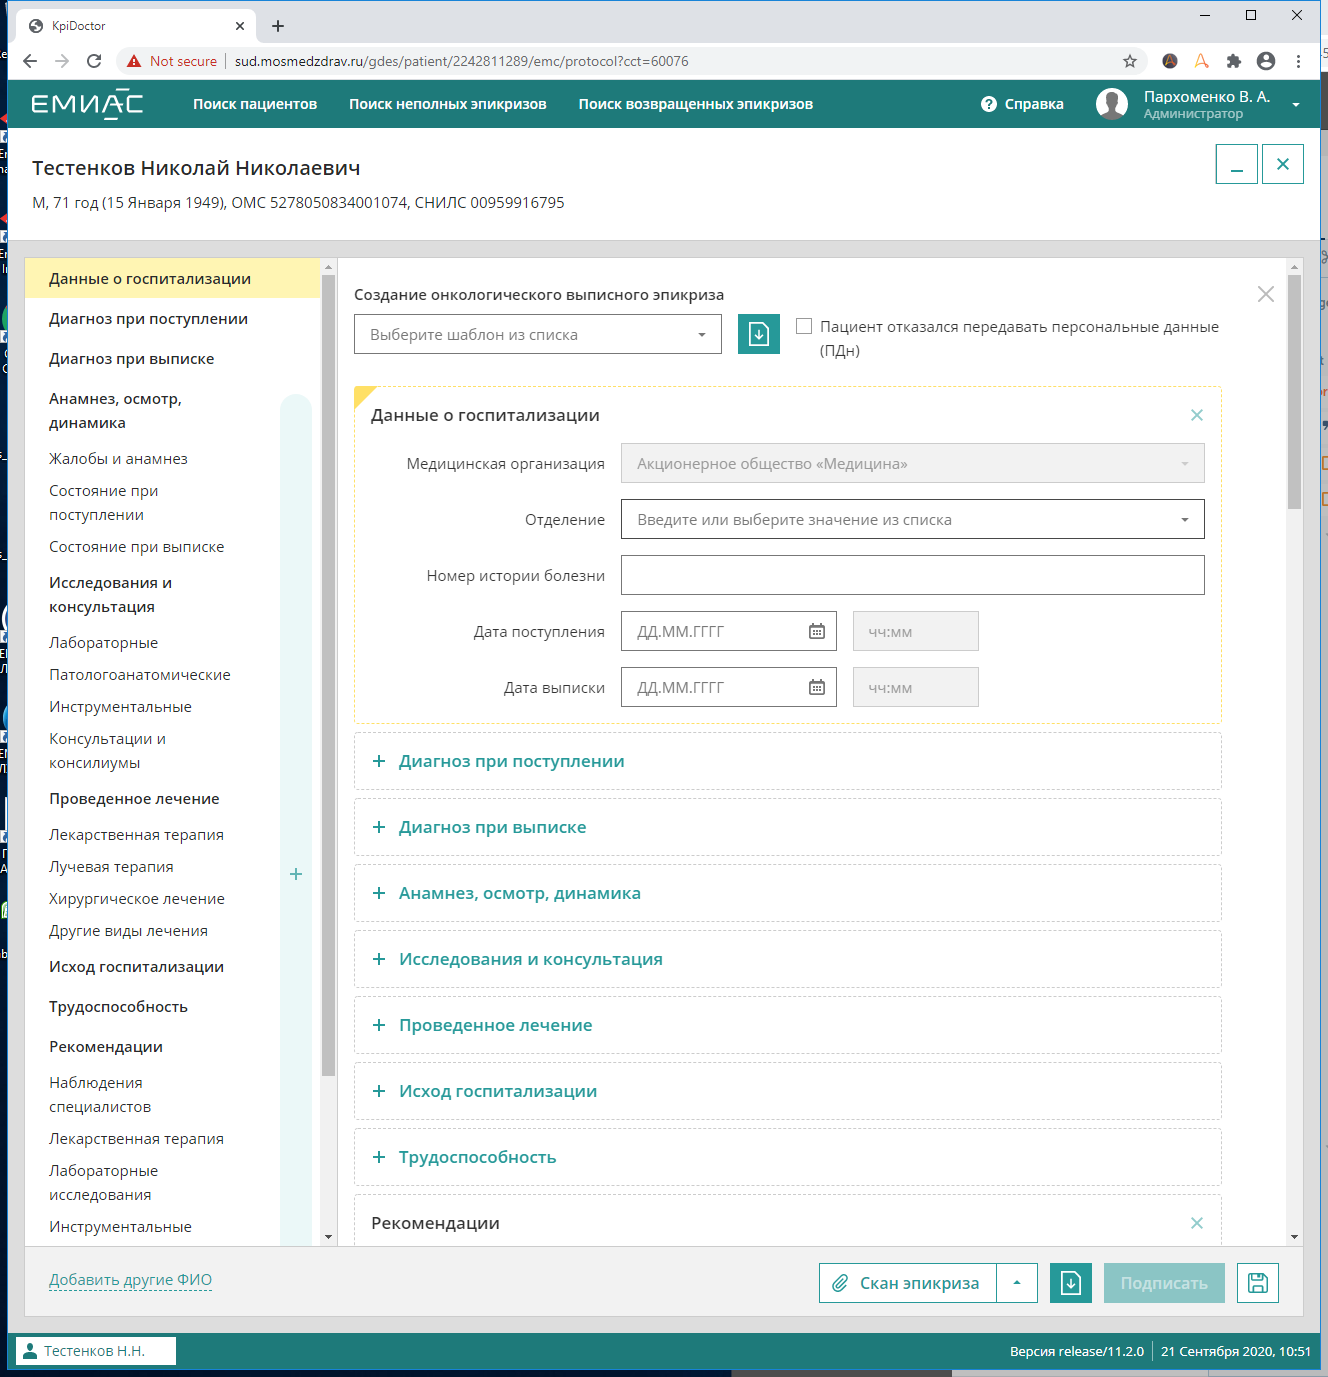 KpiDoctor
Not secure
sud.mosmedzdrav.ru/gdes/patient/2242811289/emc/protocol?cct=60076
ЕМИАС
Поиск пациентов
Поиск неполных эпикризов
Поиск возвращенных эпикризов
? Справка
Пархоменко В. А.
Администратор
Тестенков Николай Николаевич
М, 71 год (15 Января 1949), ОМС 5278050834001074, СНИЛС 00959916795
Данные о госпитализации
Диагноз при поступлении
Диагноз при выписке
Анамнез, осмотр,
динамика
Жалобы и анамнез
Состояние при
поступлении
Состояние при выписке
Исследования и
консультация
Лабораторные
Патологоанатомические
Инструментальные
Консультации и
консилиумы
Проведенное лечение
Лекарственная терапия
Лучевая терапия
Хирургическое лечение
Другие виды лечения
Исход госпитализации
Трудоспособность
Рекомендации
Наблюдения
специалистов
Лекарственная терапия
Лабораторные
исследования
Инструментальные
Создание онкологического выписного эпикриза
Выберите шаблон из списка
Пациент отказался передавать персональные данные
(ПДн)
Данные о госпитализации
Медицинская организация
Акционерное общество «Медицина»
Отделение
Введите или выберите значение из списка
Номер истории болезни
Дата поступления
ДД.ММ.ГГГГ
чч:мм
Дата выписки
ДД.ММ.ГГГГ
чч:мм
+ Диагноз при поступлении
+ Диагноз при выписке
+ Анамнез, осмотр, динамика
+ Исследования и консультация
+ Проведенное лечение
+ Исход госпитализации
+ Трудоспособность
Рекомендации
Добавить другие ФИО
Скан эпикриза
Подписать
Тестенков Н.Н.
Версия release/11.2.0
21 Сентября 2020, 10:51